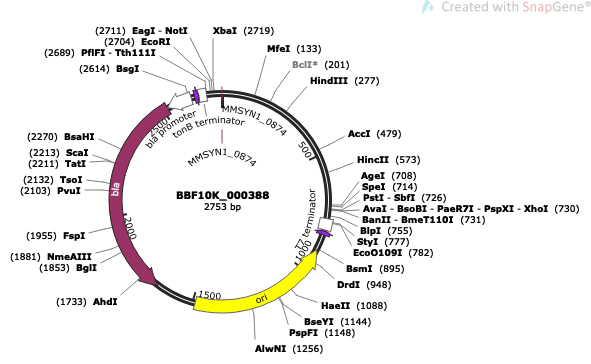 Created with SnapGene®
(2711) EagI - NotI
(2704) EcoRI
(2689) PflFI - Tth111I
(2614) BsgI
XbaI (2719)
MfeI (133)
BclI* (201)
HindIII (277)
AccI (479)
HincII (573)
AgeI (708)
SpeI (714)
PstI - SbfI (726)
AvaI - BsoBI - PaeR7I - PspXI - XhoI (730)
BanII - BmeT110I (731)
BlpI (755)
StyI (777)
EcoO109I (782)
BsmI (895)
DrdI (948)
HaeII (1088)
BseYI (1144)
PspFI (1148)
AlwNI (1256)
(1733) AhdI
(1853) BglI
(1881) NmeAIII
(1955) FspI
(2103) PvuI
(2132) TsoI
(2211) TatI
(2213) ScaI
(2270) BsaHI
bla promoter
tonB terminator
MMSYN1_0874
MMSYN1_0874
T7 terminator
bla
ori
500
1000
1500
2000
2500
BBF10K_000388
2753 bp